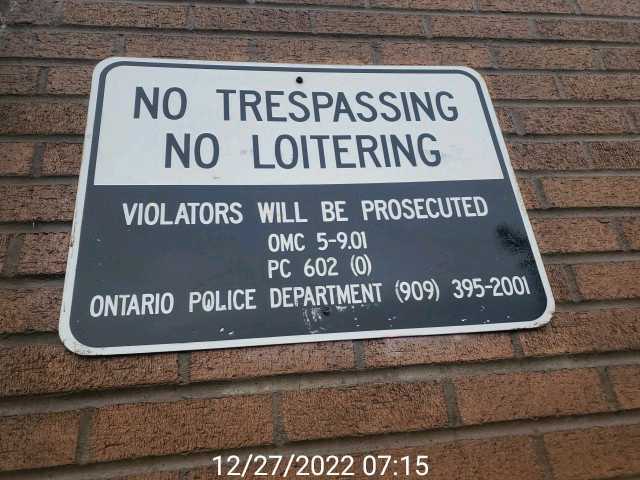 NO TRESPASSING
NO LOITERING
VIOLATORS WILL BE PROSECUTED
OMC 5-9.01
PC 602 (O)
ONTARIO POLICE DEPARTMENT (909) 395-2001
12/27/2022 07:15